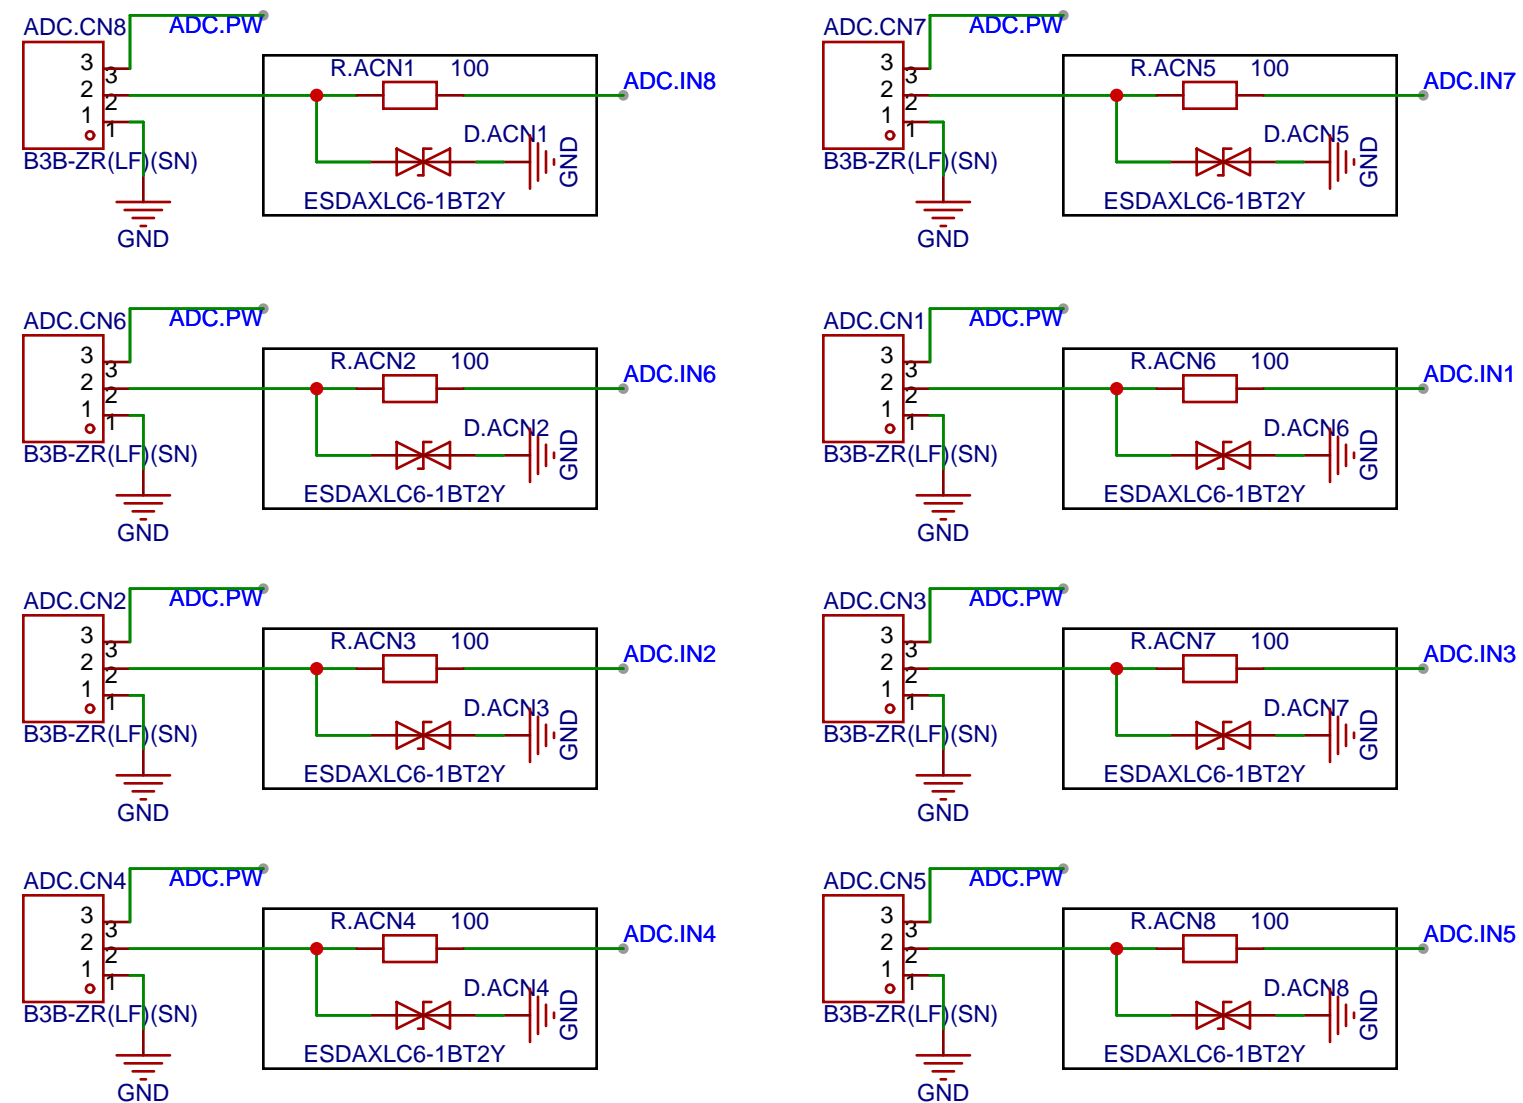 ADC.CN8
ADC.PW
R.ACN1 100
ADC.IN8
3
3
2
2
1
1
D.ACN1
GND
B3B-ZR(LF)(SN)
ESDAXLC6-1BT2Y
GND
ADC.CN7
ADC.PW
R.ACN5 100
ADC.IN7
3
3
2
2
1
1
D.ACN5
GND
B3B-ZR(LF)(SN)
ESDAXLC6-1BT2Y
GND
ADC.CN6
ADC.PW
R.ACN2 100
ADC.IN6
3
3
2
2
1
1
D.ACN2
GND
B3B-ZR(LF)(SN)
ESDAXLC6-1BT2Y
GND
ADC.CN1
ADC.PW
R.ACN6 100
ADC.IN1
3
3
2
2
1
1
D.ACN6
GND
B3B-ZR(LF)(SN)
ESDAXLC6-1BT2Y
GND
ADC.CN2
ADC.PW
R.ACN3 100
ADC.IN2
3
3
2
2
1
1
D.ACN3
GND
B3B-ZR(LF)(SN)
ESDAXLC6-1BT2Y
GND
ADC.CN3
ADC.PW
R.ACN7 100
ADC.IN3
3
3
2
2
1
1
D.ACN7
GND
B3B-ZR(LF)(SN)
ESDAXLC6-1BT2Y
GND
ADC.CN4
ADC.PW
R.ACN4 100
ADC.IN4
3
3
2
2
1
1
D.ACN4
GND
B3B-ZR(LF)(SN)
ESDAXLC6-1BT2Y
GND
ADC.CN5
ADC.PW
R.ACN8 100
ADC.IN5
3
3
2
2
1
1
D.ACN8
GND
B3B-ZR(LF)(SN)
ESDAXLC6-1BT2Y
GND